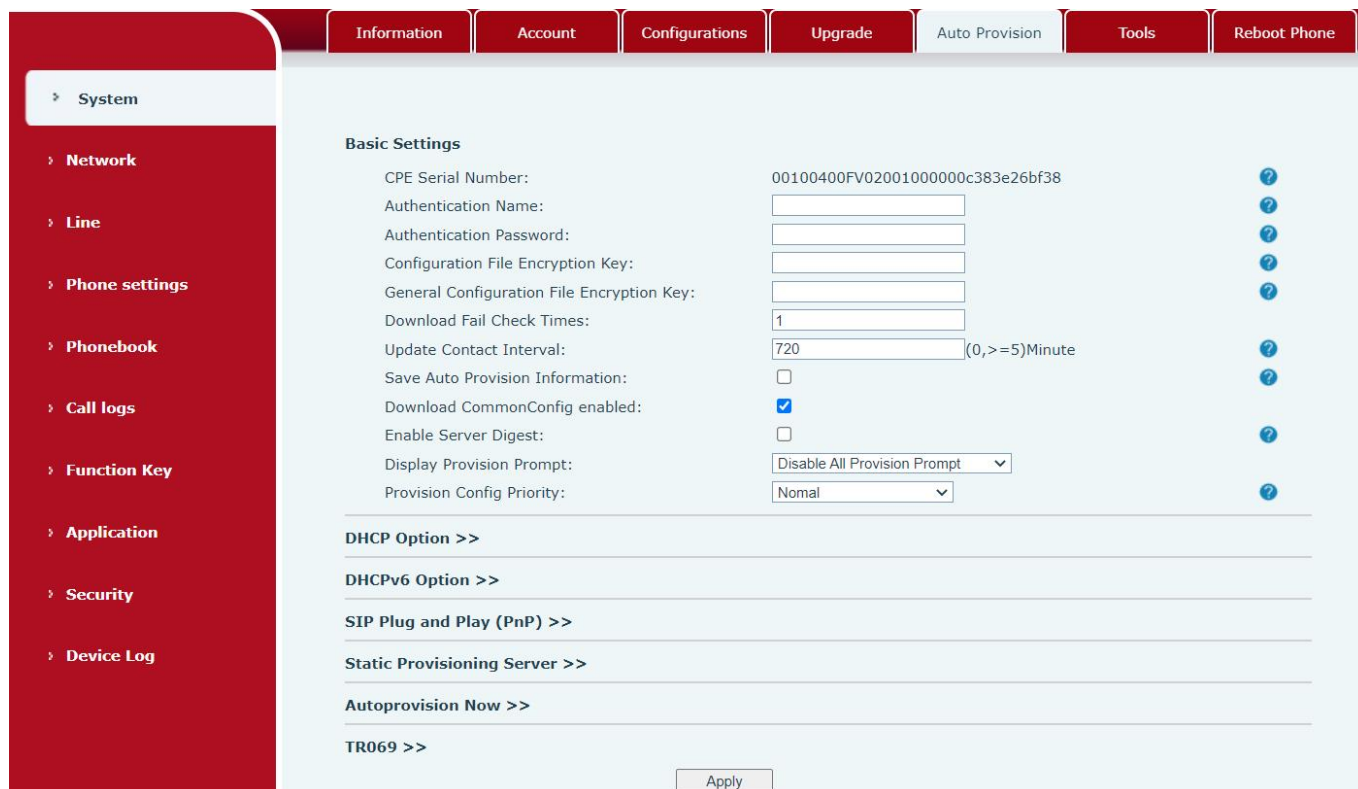 Information Account Configurations Upgrade Auto Provision Tools Reboot Phone
System
Network
Line
Phone settings
Phonebook
Call logs
Function Key
Application
Security
Device Log
Basic Settings
CPE Serial Number: 00100400FV02001000000c383e26bf38
Authentication Name:
Authentication Password:
Configuration File Encryption Key:
General Configuration File Encryption Key:
Download Fail Check Times: 1
Update Contact Interval: 720 (0,>=5)Minute
Save Auto Provision Information:
Download CommonConfig enabled:
Enable Server Digest:
Display Provision Prompt: Disable All Provision Prompt
Provision Config Priority: Nomal
DHCP Option >>
DHCPv6 Option >>
SIP Plug and Play (PnP) >>
Static Provisioning Server >>
Autoprovision Now >>
TR069 >>
Apply